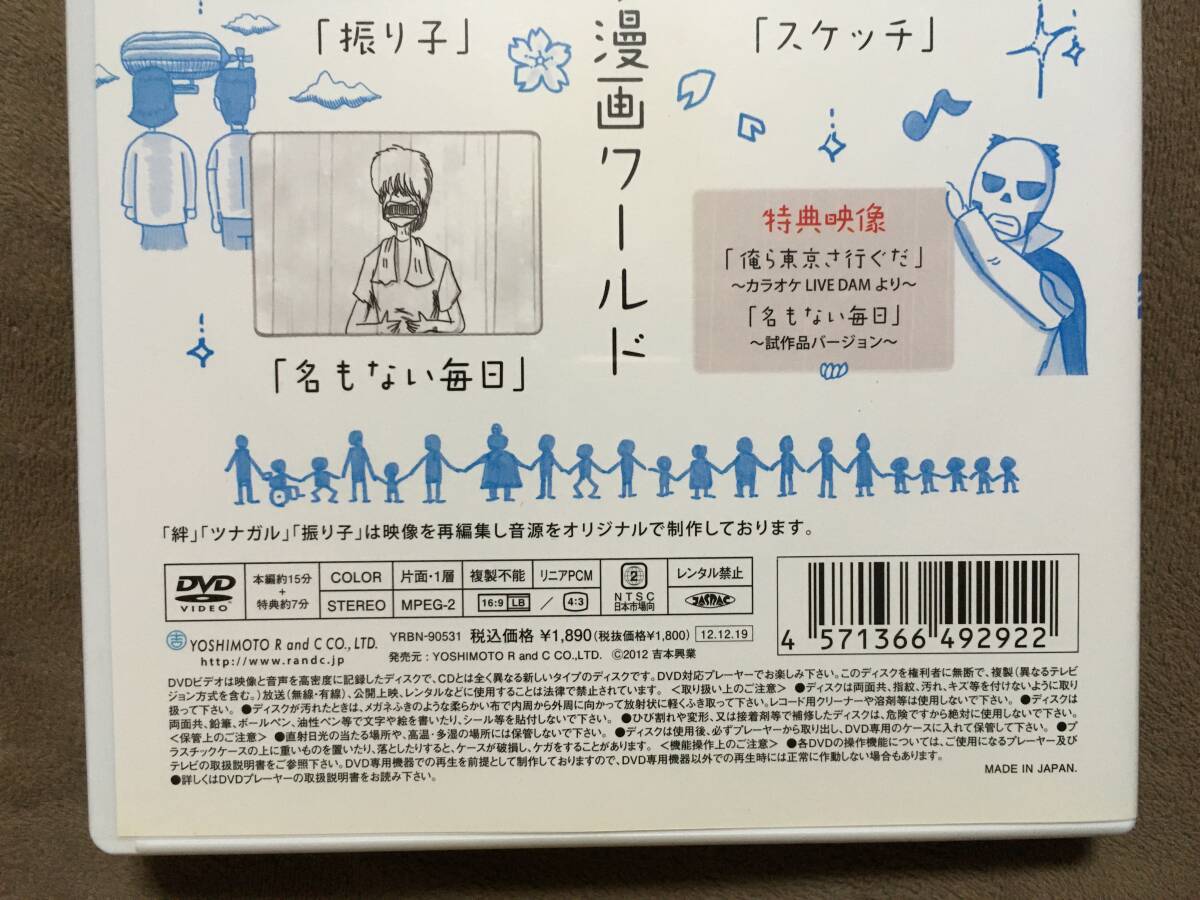 「振り子」
漫画ワールド
「スケッチ」
特典映像
「俺ら東京さ行ぐだ」
～カラオケ LIVE DAM より～
「名もない毎日」
～試作品バージョン～
「名もない毎日」
「絆」「ツナガル」「振り子」は映像を再編集し音源をオリジナルで制作しております。
DVD VIDEO
本編約15分
+
特典約7分
COLOR
STEREO
片面・1層
MPEG-2
複製不能
リニアPCM
16:9 LB / 4:3
2
NTSC
日本市場向
レンタル禁止
JASRAC
4 571366 492922
YOSHIMOTO R and C CO., LTD.
http://www.randc.jp
YRBN-90531 税込価格 ¥1,890(税抜価格¥1,800) 12.12.19
発売元：YOSHIMOTO R and C CO.,LTD. ©2012 吉本興業
DVDビデオは映像と音声を高密度に記録したディスクで、CDとは全く異なる新しいタイプのディスクです。DVD対応プレーヤーでお楽しみ下さい。このディスクを権利者に無断で、複製(異なるテレビ
ジョン方式を含む。)放送(無線・有線)、公開上映、レンタルなどに使用することは法律で禁止されています。 <取り扱い上のご注意> ●ディスクは両面共、指紋、汚れ、キズ等を付けないように取り
扱って下さい。●ディスクが汚れたときは、メガネふきのような柔らかい布で内周から外周に向かって放射状に軽くふき取って下さい。レコード用クリーナーや溶剤等は使用しないで下さい。●ディスクは
両面共、鉛筆、ボールペン、油性ペン等で文字や絵を書いたり、シール等を貼付しないで下さい。●ひび割れや変形、又は接着剤等で補修したディスクは、危険ですから絶対に使用しないで下さい。
<保管上のご注意> ●直射日光の当たる場所や、高温・多湿の場所には保管しないで下さい。●ディスクは使用後、必ずプレーヤーから取り出し、DVD専用のケースに入れて保管して下さい。●プ
ラスチックケースの上に重いものを置いたり、落としたりすると、ケースが破損し、ケガをすることがあります。 <機能操作上のご注意> ●各DVDの操作機能については、ご使用になるプレーヤー及び
テレビの取扱説明書をご参照下さい。DVD専用機器での再生を前提として制作しておりますので、DVD専用機器以外での再生時には正常に作動しない場合もあります。
●詳しくはDVDプレーヤーの取扱説明書をお読み下さい。
MADE IN JAPAN.